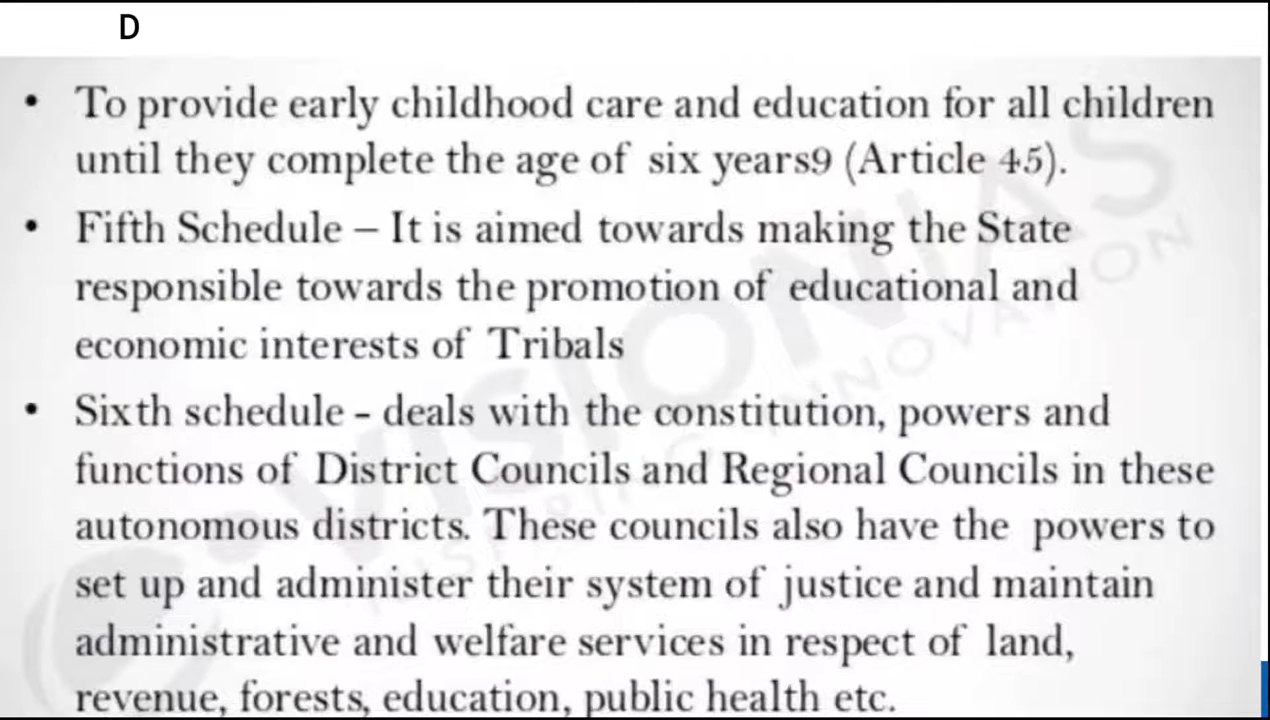 D
• To provide early childhood care and education for all children
until they complete the age of six years9 (Article 45).
• Fifth Schedule – It is aimed towards making the State
responsible towards the promotion of educational and
economic interests of Tribals
• Sixth schedule - deals with the constitution, powers and
functions of District Councils and Regional Councils in these
autonomous districts. These councils also have the powers to
set up and administer their system of justice and maintain
administrative and welfare services in respect of land,
revenue, forests, education, public health etc.
VISIONIAS
INSPIRING INNOVATION